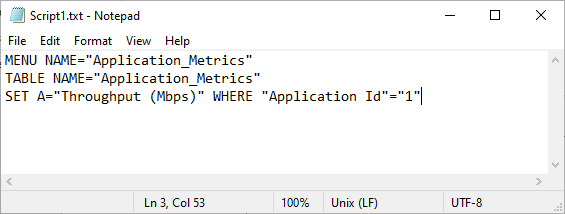 Script1.txt - Notepad
File Edit Format View Help
MENU NAME="Application_Metrics"
TABLE NAME="Application_Metrics"
SET A="Throughput (Mbps)" WHERE "Application Id"="1"
Ln 3, Col 53 100% Unix (LF) UTF-8